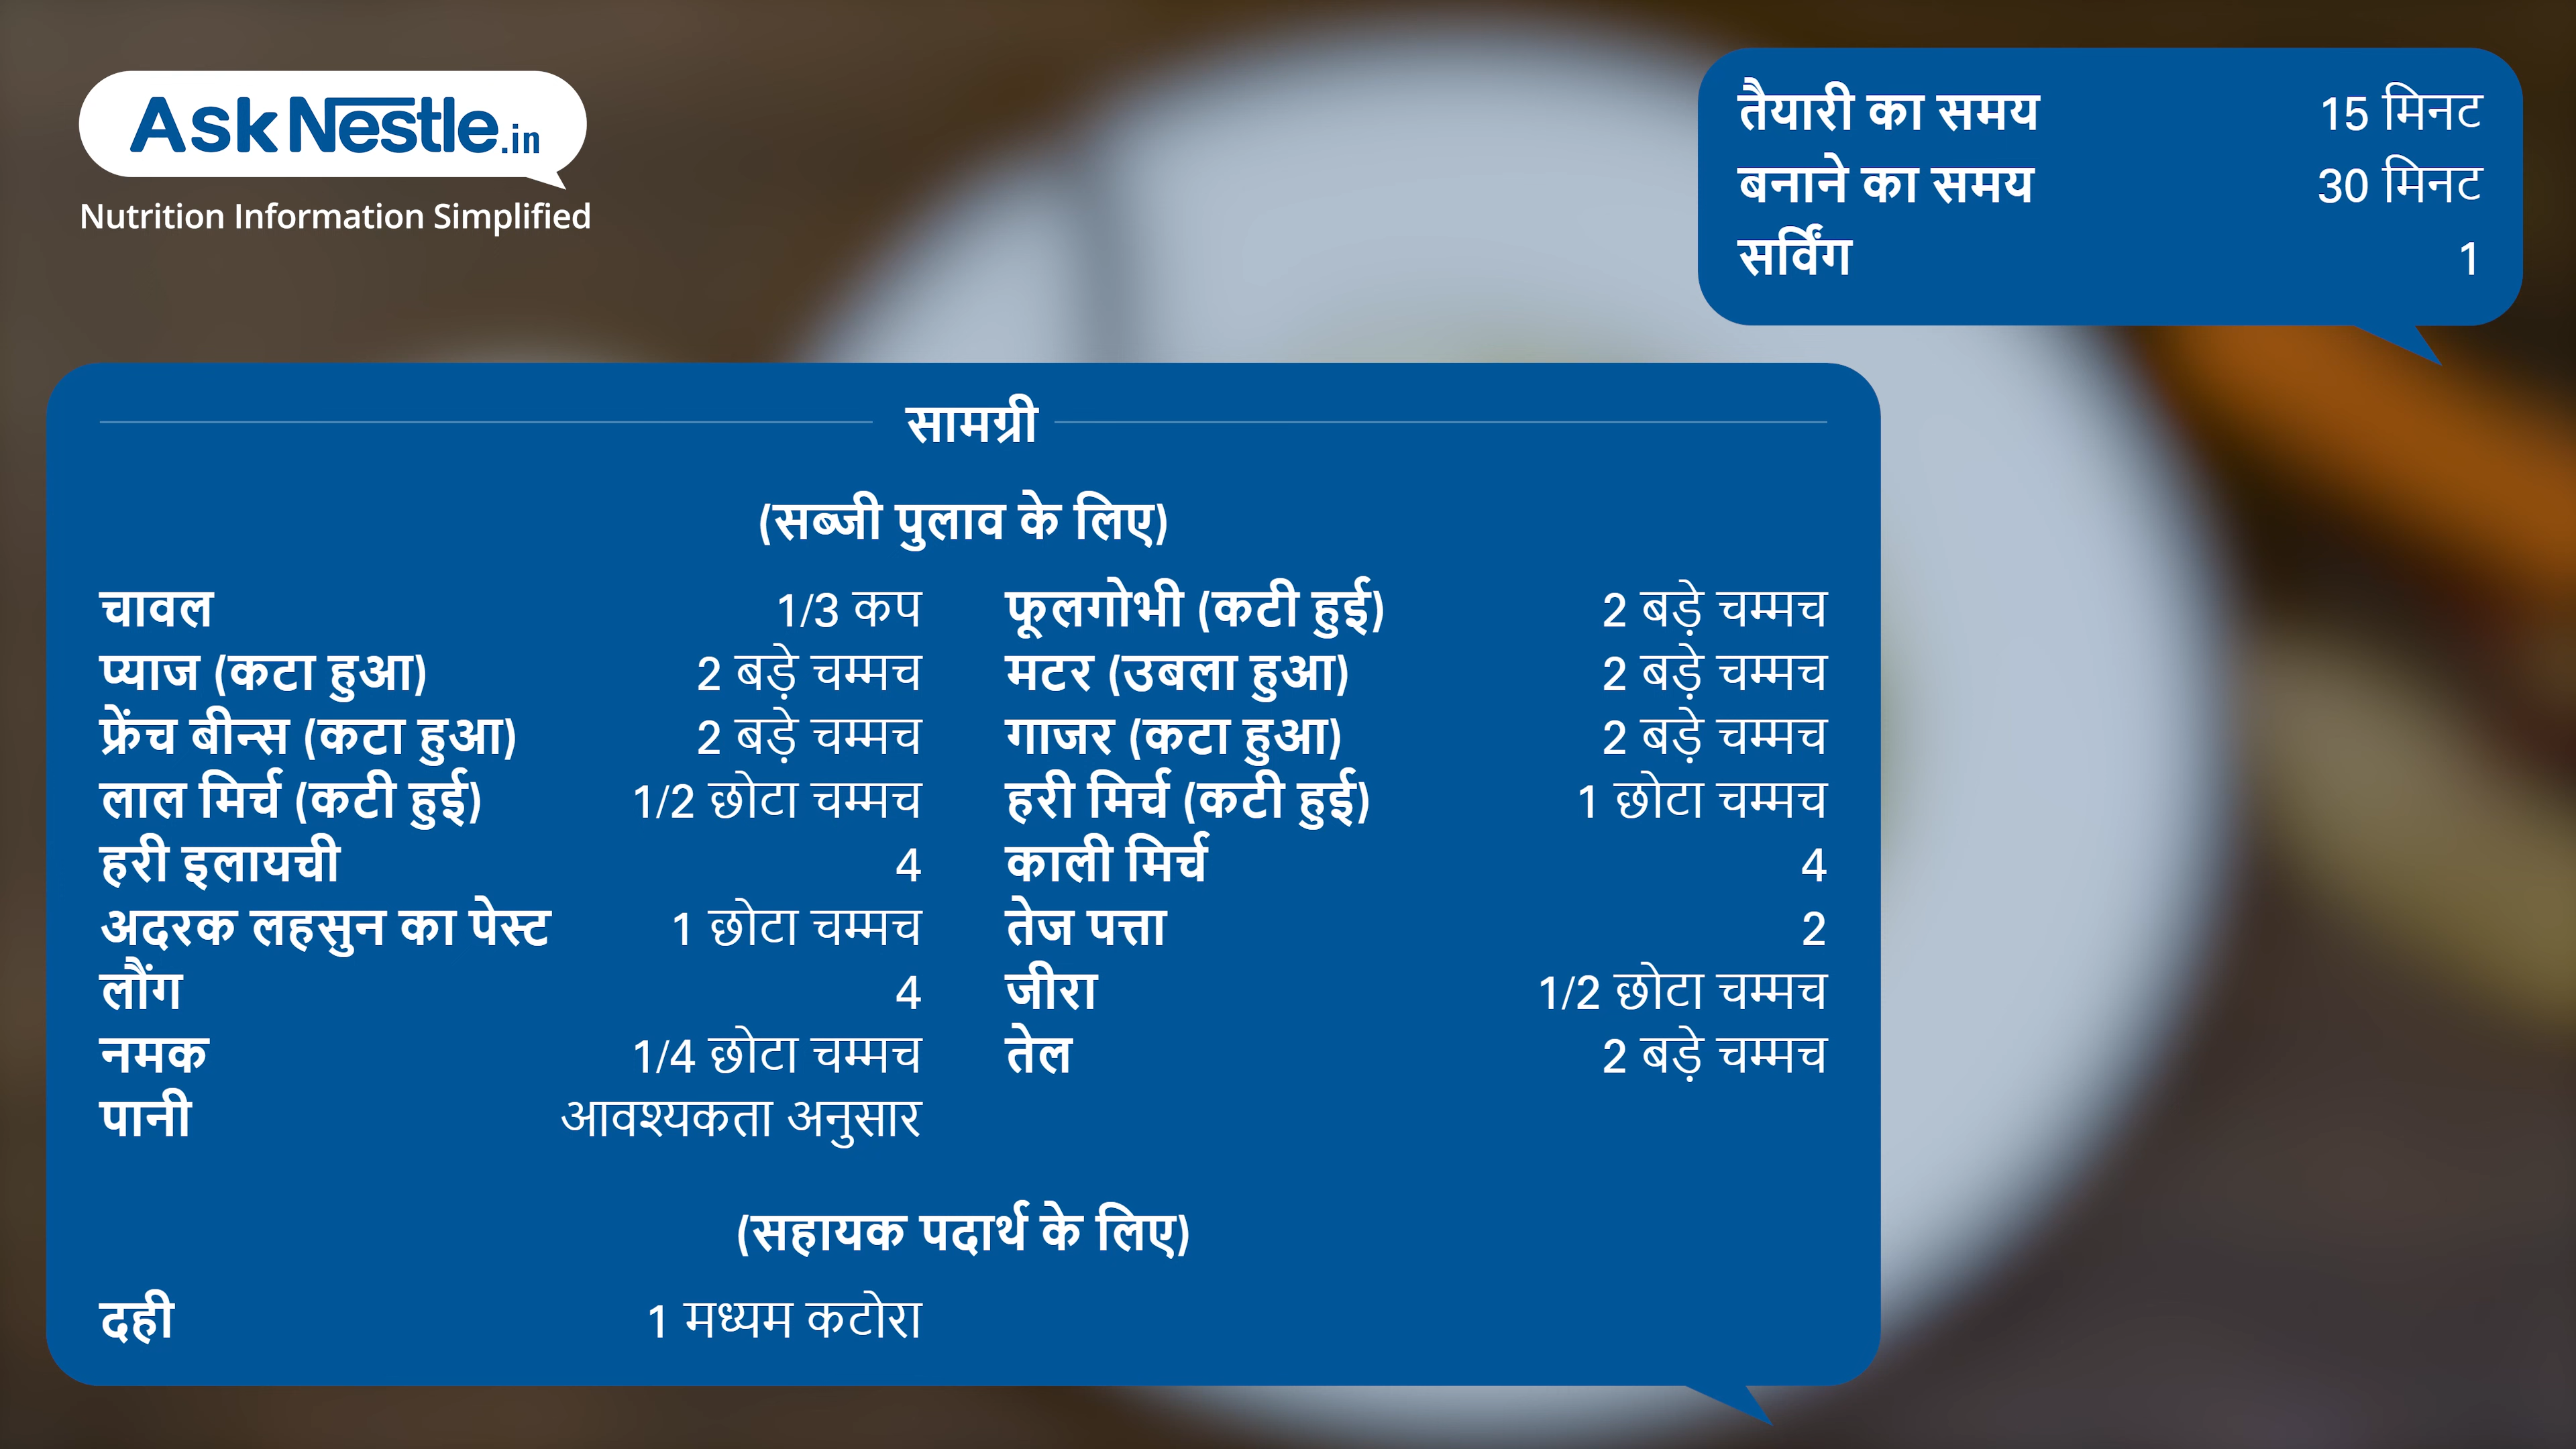 Ask Nestle.in
Nutrition Information Simplified
तैयारी का समय 15 मिनट
बनाने का समय 30 मिनट
सर्विंग 1
सामग्री
(सब्जी पुलाव के लिए)
चावल 1/3 कप फूलगोभी (कटी हुई) 2 बड़े चम्मच
प्याज (कटा हुआ) 2 बड़े चम्मच मटर (उबला हुआ) 2 बड़े चम्मच
फ्रेंच बीन्स (कटा हुआ) 2 बड़े चम्मच गाजर (कटा हुआ) 2 बड़े चम्मच
लाल मिर्च (कटी हुई) 1/2 छोटा चम्मच हरी मिर्च (कटी हुई) 1 छोटा चम्मच
हरी इलायची 4 काली मिर्च 4
अदरक लहसुन का पेस्ट 1 छोटा चम्मच तेज पत्ता 2
लौंग 4 जीरा 1/2 छोटा चम्मच
नमक 1/4 छोटा चम्मच तेल 2 बड़े चम्मच
पानी आवश्यकता अनुसार
(सहायक पदार्थ के लिए)
दही 1 मध्यम कटोरा